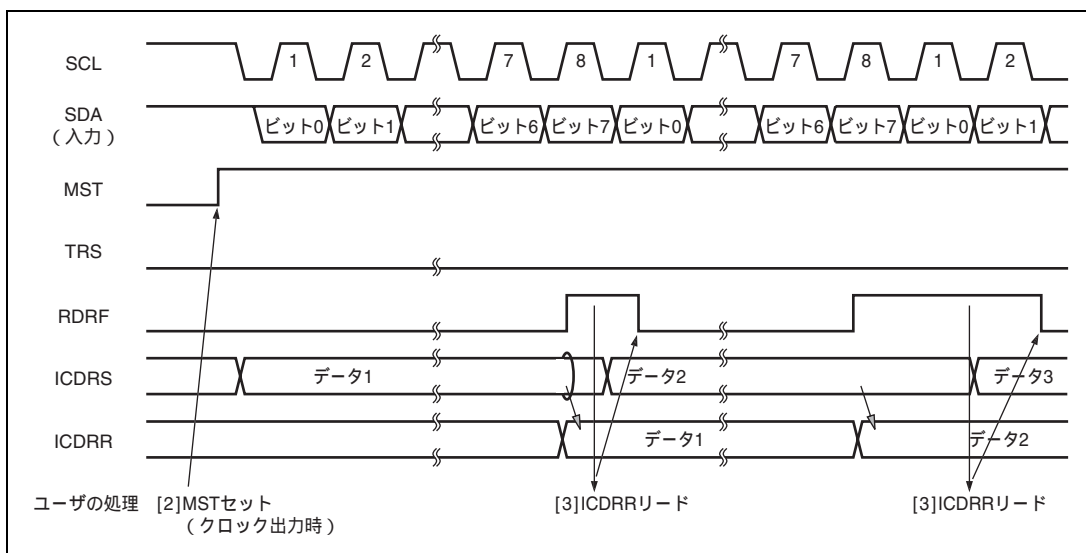 SCL 1 2 7 8 1 7 8 1 2
SDA
（入力） ビット0 ビット1 ビット6 ビット7 ビット0 ビット6 ビット7 ビット0 ビット1
MST
TRS
RDRF
ICDRS データ1 データ2 データ3
ICDRR データ1 データ2
ユーザの処理 [2]MSTセット [3]ICDRRリード [3]ICDRRリード
（クロック出力時）